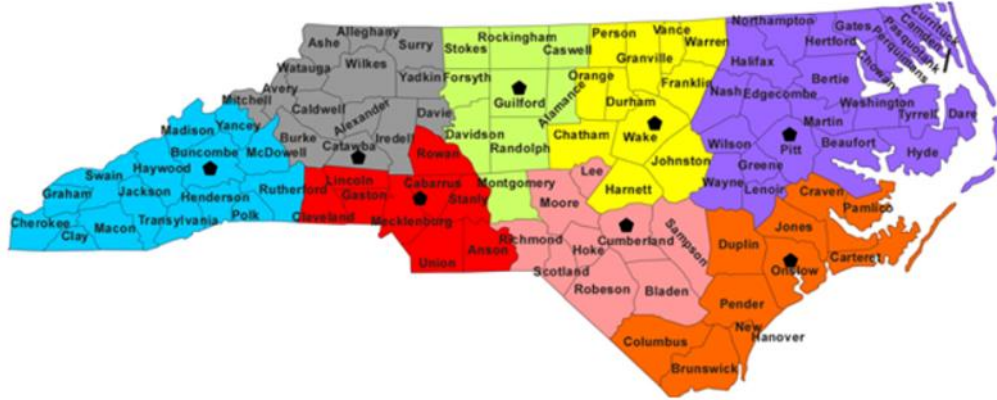 Ashe
Alleghany
Surry
Stokes
Rockingham
Caswell
Person
Vance
Warren
Granville
Northampton
Gates
Hertford
Currituck
Camden
Pasquotank
Perquimans
Chowan
Watauga
Wilkes
Yadkin
Forsyth
Guilford
Alamance
Orange
Durham
Franklin
Halifax
Bertie
Mitchell
Avery
Caldwell
Alexander
Davie
Iredell
Nash
Edgecombe
Martin
Washington
Tyrrell
Dare
Madison
Yancey
Burke
Catawba
Davidson
Randolph
Chatham
Wake
Wilson
Pitt
Beaufort
Hyde
Buncombe
McDowell
Rowan
Johnston
Greene
Swain
Haywood
Lincoln
Cabarrus
Montgomery
Lee
Harnett
Wayne
Lenoir
Craven
Graham
Jackson
Henderson
Rutherford
Gaston
Stanly
Moore
Pamlico
Cherokee
Clay
Macon
Transylvania
Polk
Cleveland
Mecklenburg
Richmond
Cumberland
Sampson
Duplin
Jones
Carteret
Union
Anson
Scotland
Hoke
Onslow
Robeson
Bladen
Pender
Columbus
New
Hanover
Brunswick